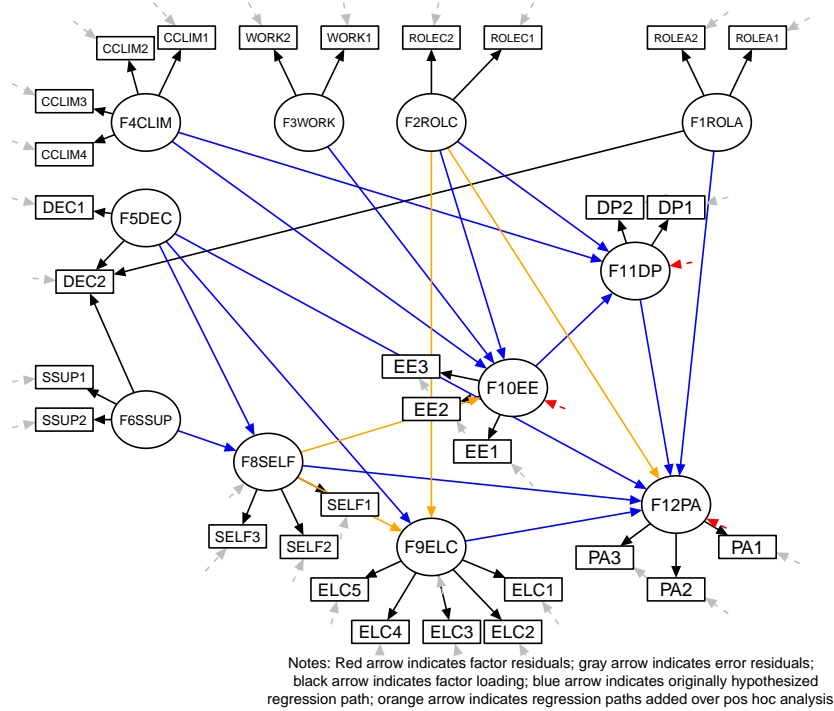 CCLIM1
WORK2
WORK1
ROLEC2
ROLEC1
ROLEA2
ROLEA1
CCLIM2
CCLIM3
F4CLIM
F3WORK
F2ROLC
F1ROLA
CCLIM4
DEC1
F5DEC
DP2
DP1
DEC2
F11DP
EE3
SSUP1
F10EE
EE2
SSUP2
F6SSUP
EE1
F8SELF
SELF1
F12PA
SELF3
SELF2
F9ELC
PA1
PA3
PA2
ELC5
ELC1
ELC4
ELC3
ELC2
Notes: Red arrow indicates factor residuals; gray arrow indicates error residuals;
black arrow indicates factor loading; blue arrow indicates originally hypothesized
regression path; orange arrow indicates regression paths added over pos hoc analysis